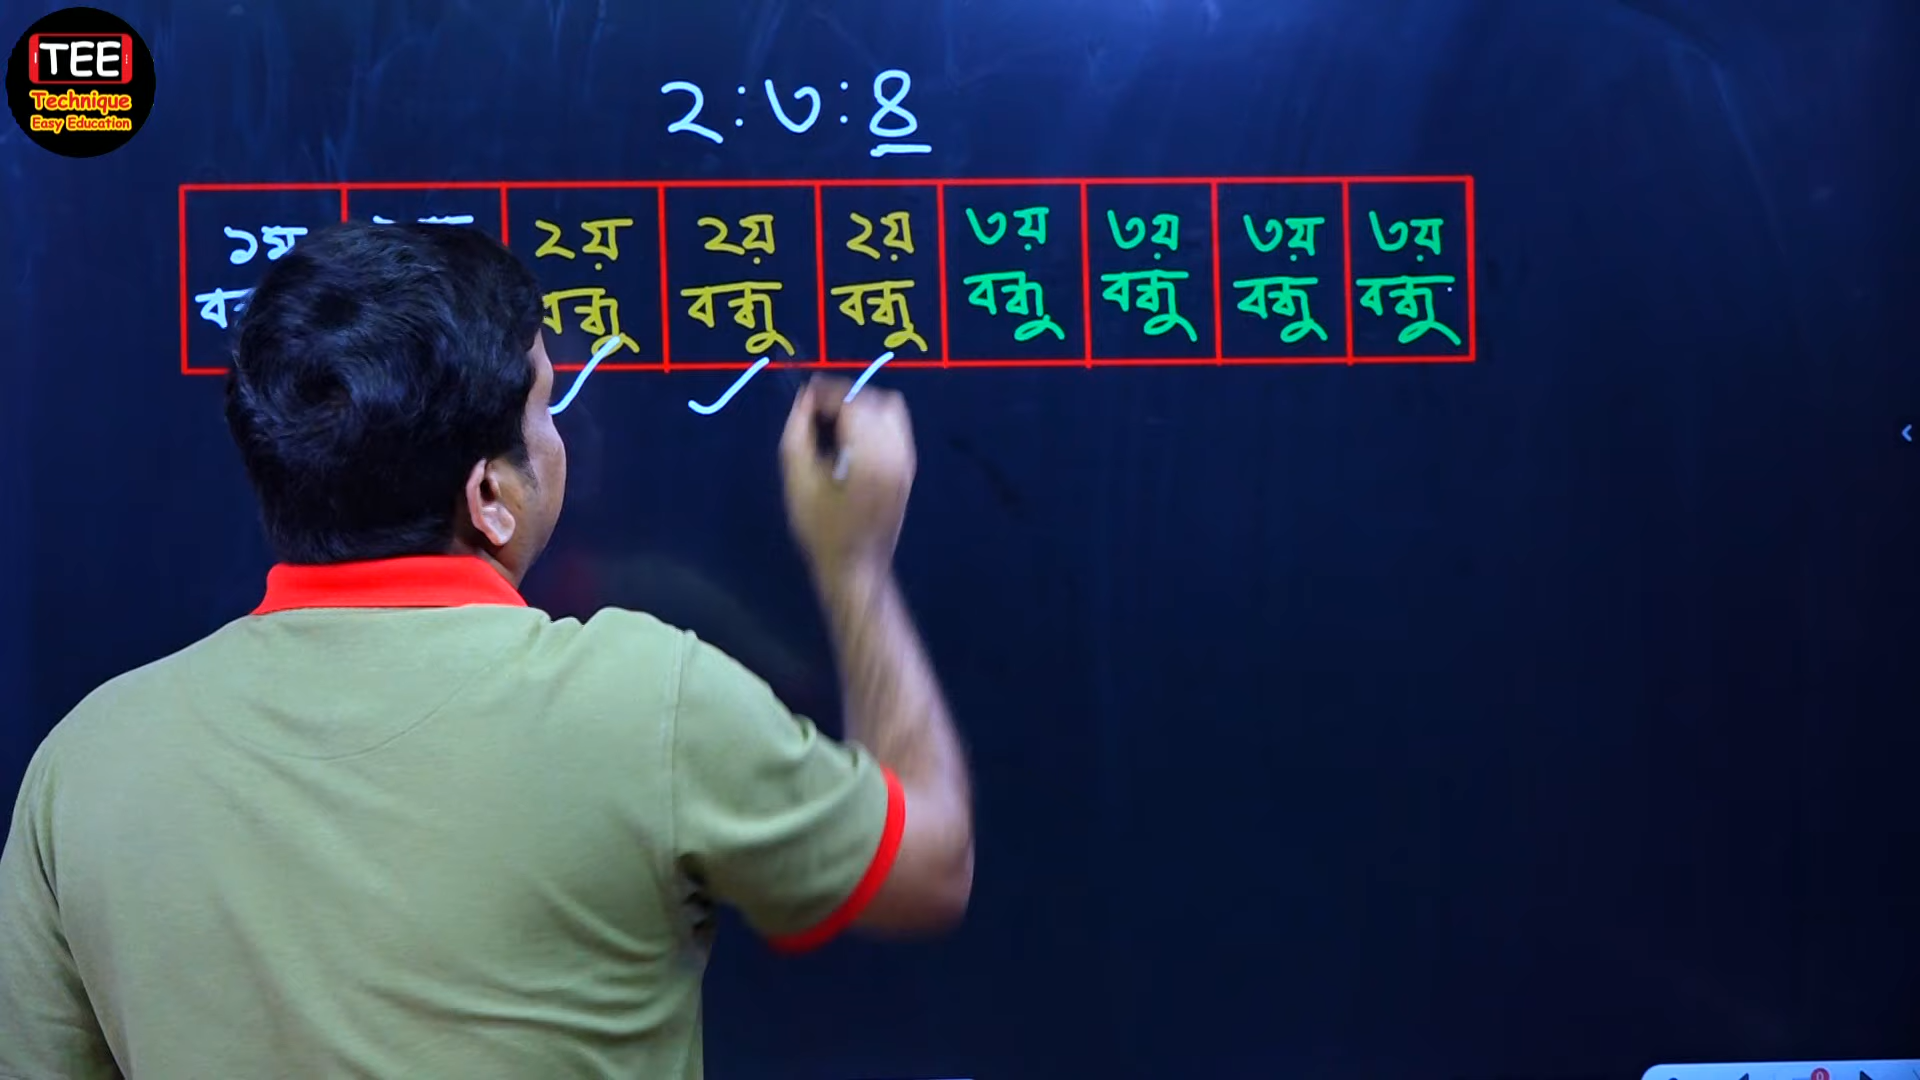 TEE
Technique
Easy Education
২ : ৩ : ৪
১ম ২য় ২য় ২য় ৩য় ৩য় ৩য় ৩য়
বন্ধু বন্ধু বন্ধু বন্ধু বন্ধু বন্ধু বন্ধু